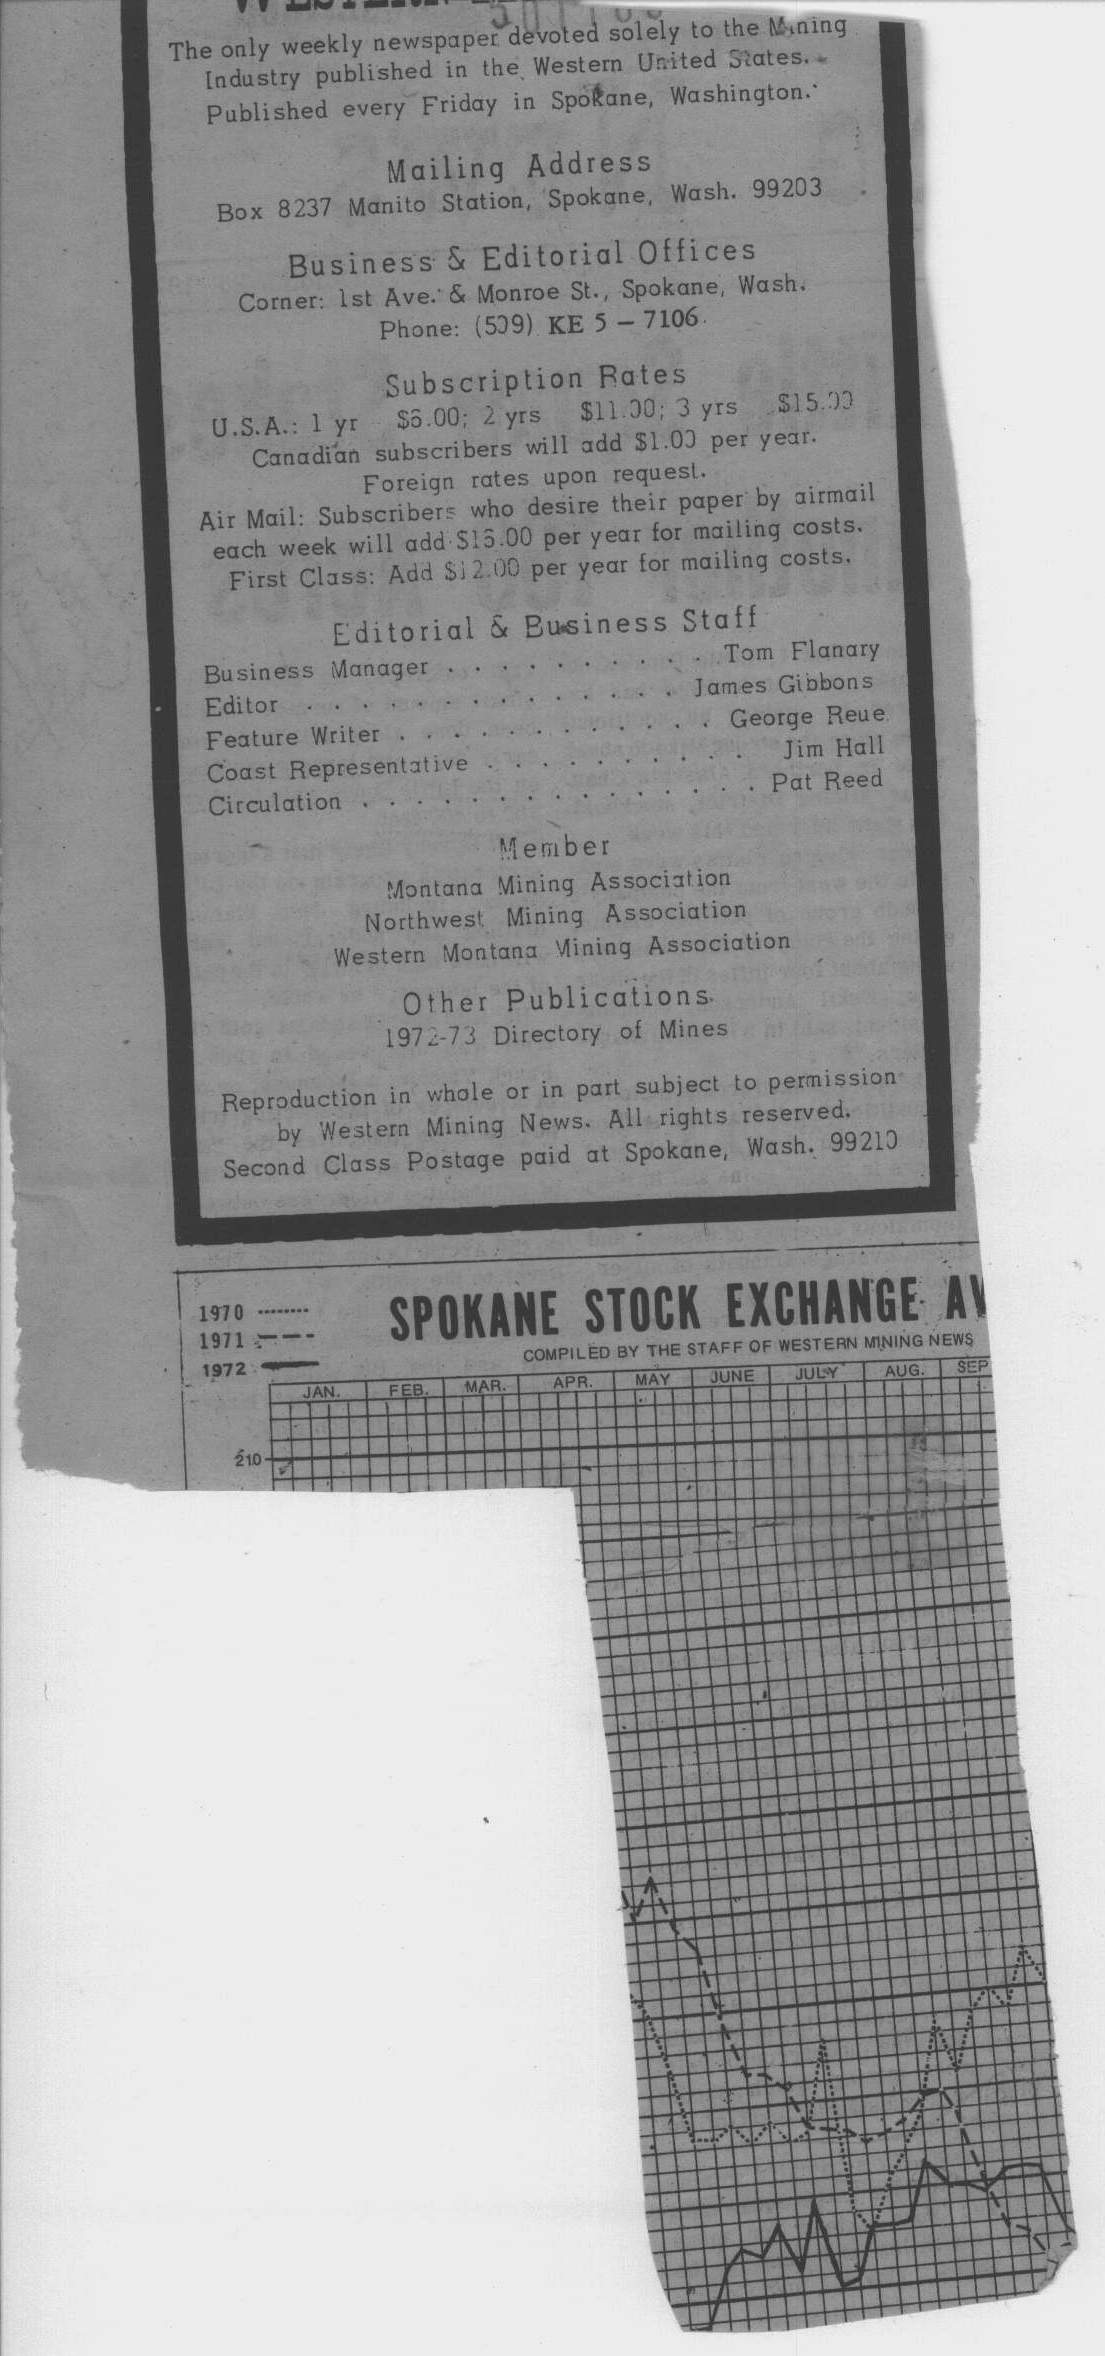 The only weekly newspaper devoted solely to the Mining
Industry published in the Western United States.
Published every Friday in Spokane, Washington.
Mailing Address
Box 8237 Manito Station, Spokane, Wash. 99203
Business & Editorial Offices
Corner: 1st Ave. & Monroe St., Spokane, Wash.
Phone: (509) KE 5 - 7106
Subscription Rates
U.S.A.: 1 yr $6.00; 2 yrs $11.00; 3 yrs $15.00
Canadian subscribers will add $1.00 per year.
Foreign rates upon request.
Air Mail: Subscribers who desire their paper by airmail
each week will add per year for mailing costs.
First Class: Add $12.00 per year for mailing costs.
Editorial & Business Staff
Business Manager . . . . . . . . . . Tom Flanary
Editor . . . . . . . . . . . . . . James Gibbons
Feature Writer . . . . . . . . . . . . George Reue
Coast Representative . . . . . . . . . . Jim Hall
Circulation . . . . . . . . . . . . . . . Pat Reed
Member
Montana Mining Association
Northwest Mining Association
Western Montana Mining Association
Other Publications
1972-73 Directory of Mines
Reproduction in whole or in part subject to permission
by Western Mining News. All rights reserved.
Second Class Postage paid at Spokane, Wash. 99210
1970
1971
1972
SPOKANE STOCK EXCHANGE AV
COMPILED BY THE STAFF OF WESTERN MINING NEWS
JAN. FEB. MAR. APR. MAY JUNE JULY AUG. SEP
210